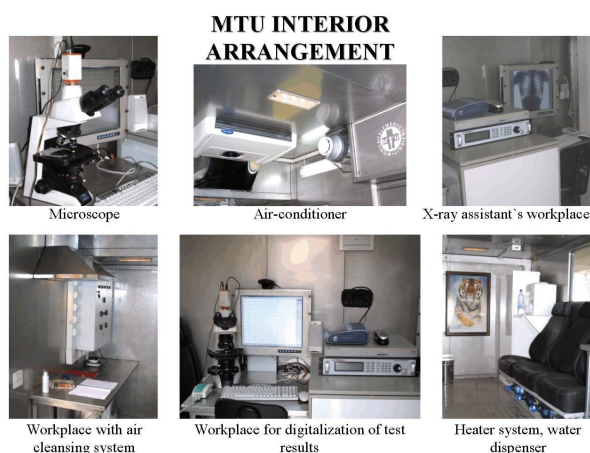 MTU INTERIOR
ARRANGEMENT
Microscope
Air-conditioner
X-ray assistant`s workplace
Workplace with air
cleansing system
Workplace for digitalization of test
results
Heater system, water
dispenser